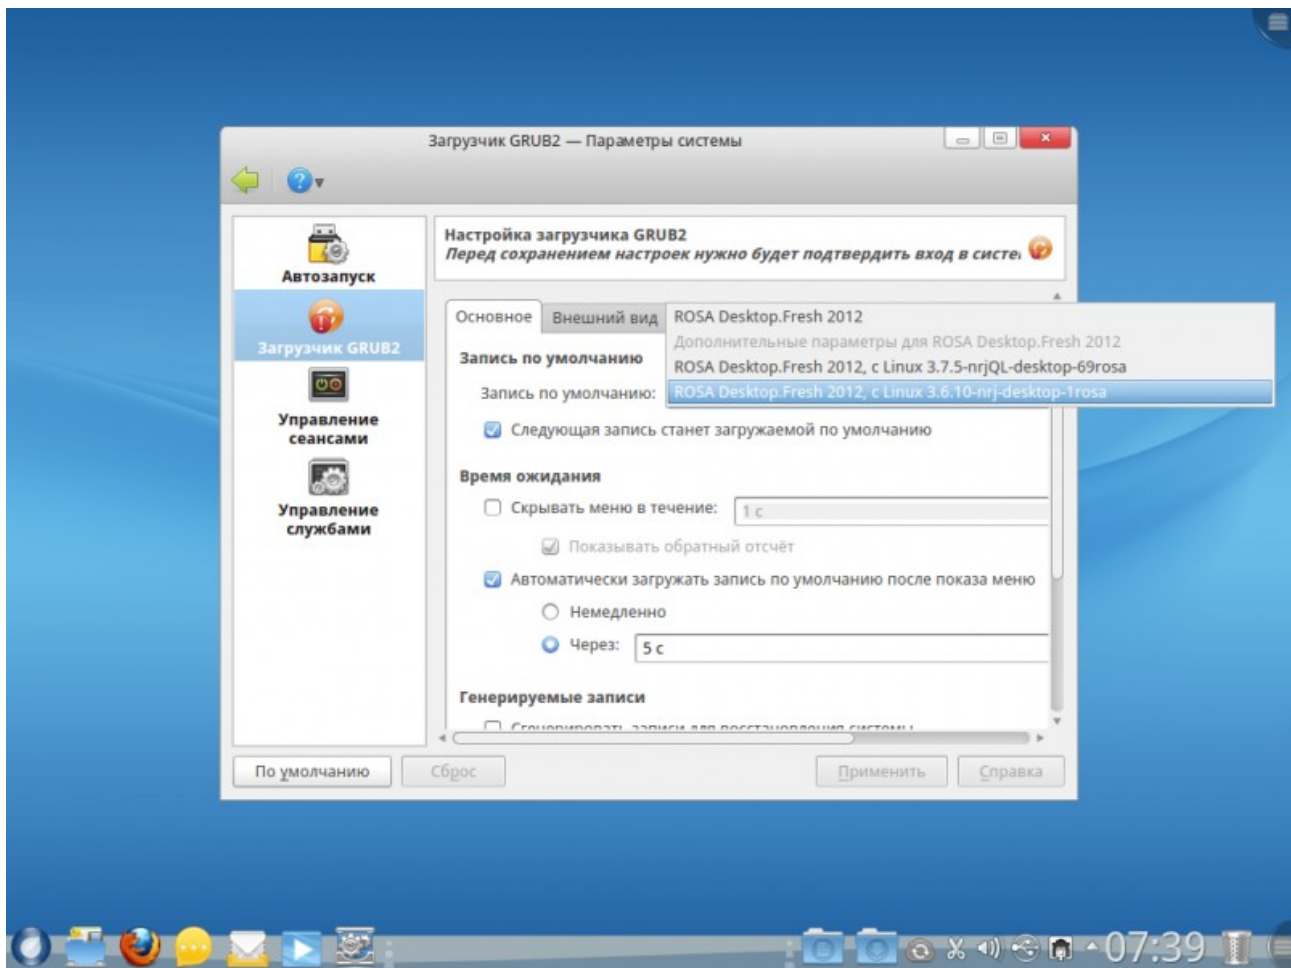 Загрузчик GRUB2 — Параметры системы
Автозапуск
Загрузчик GRUB2
Управление
сеансами
Управление
службами
Настройка загрузчика GRUB2
Перед сохранением настроек нужно будет подтвердить вход в систе
Основное
Внешний вид
ROSA Desktop.Fresh 2012
Дополнительные параметры для ROSA Desktop.Fresh 2012
ROSA Desktop.Fresh 2012, с Linux 3.7.5-nrjQL-desktop-69rosa
ROSA Desktop.Fresh 2012, с Linux 3.6.10-nrj-desktop-1rosa
Запись по умолчанию
Запись по умолчанию:
Следующая запись станет загружаемой по умолчанию
Время ожидания
Скрывать меню в течение: 1 с
Показывать обратный отсчёт
Автоматически загружать запись по умолчанию после показа меню
Немедленно
Через: 5 с
Генерируемые записи
Сгенерировать записи для восстановления системы
По умолчанию
Сброс
Применить
Справка
07:39